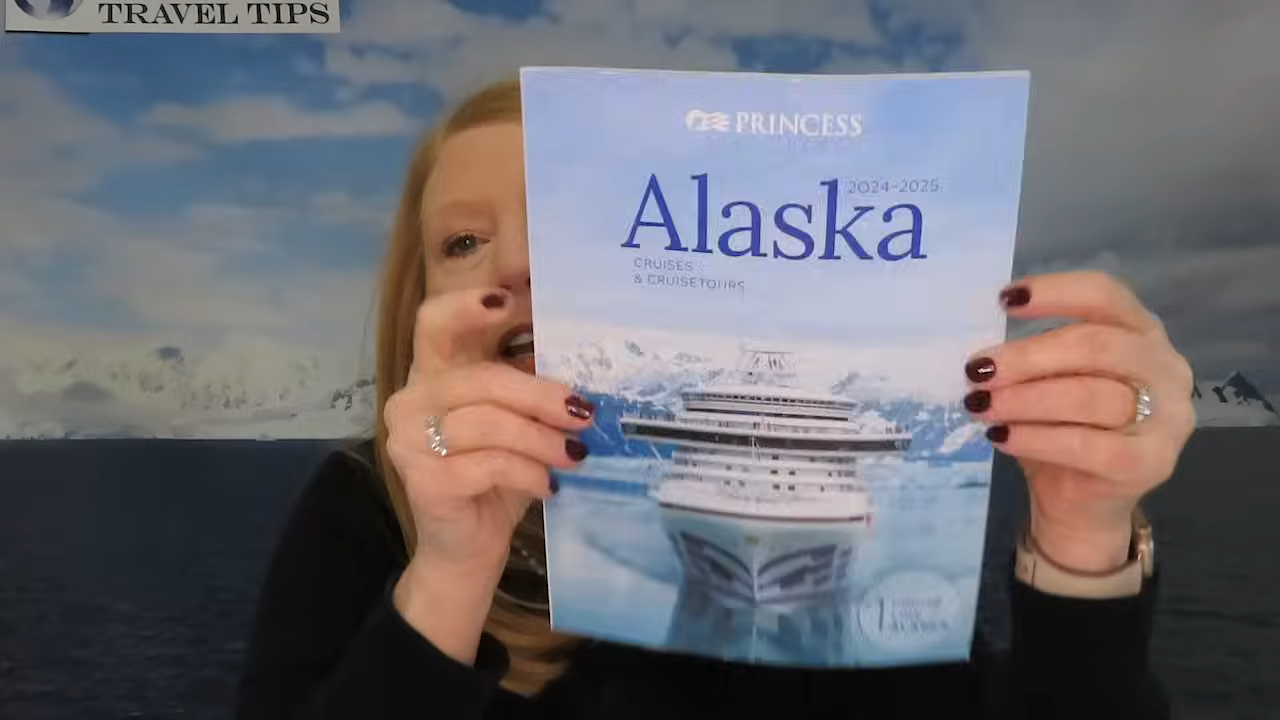 TRAVEL TIPS
PRINCESS
2024-2025
Alaska
CRUISES
& CRUISETOURS